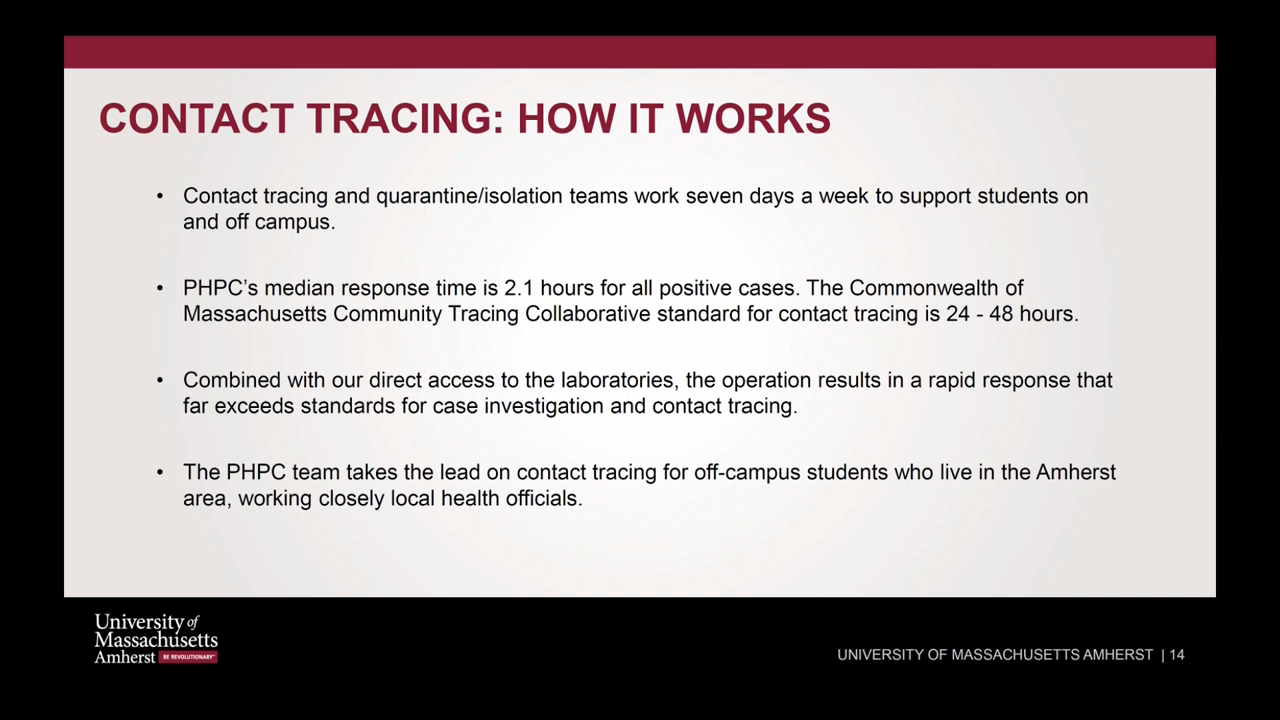 CONTACT TRACING: HOW IT WORKS
• Contact tracing and quarantine/isolation teams work seven days a week to support students on
and off campus.
• PHPC’s median response time is 2.1 hours for all positive cases. The Commonwealth of
Massachusetts Community Tracing Collaborative standard for contact tracing is 24 - 48 hours.
• Combined with our direct access to the laboratories, the operation results in a rapid response that
far exceeds standards for case investigation and contact tracing.
• The PHPC team takes the lead on contact tracing for off-campus students who live in the Amherst
area, working closely local health officials.
University of
Massachusetts
Amherst BE REVOLUTIONARY™
UNIVERSITY OF MASSACHUSETTS AMHERST | 14